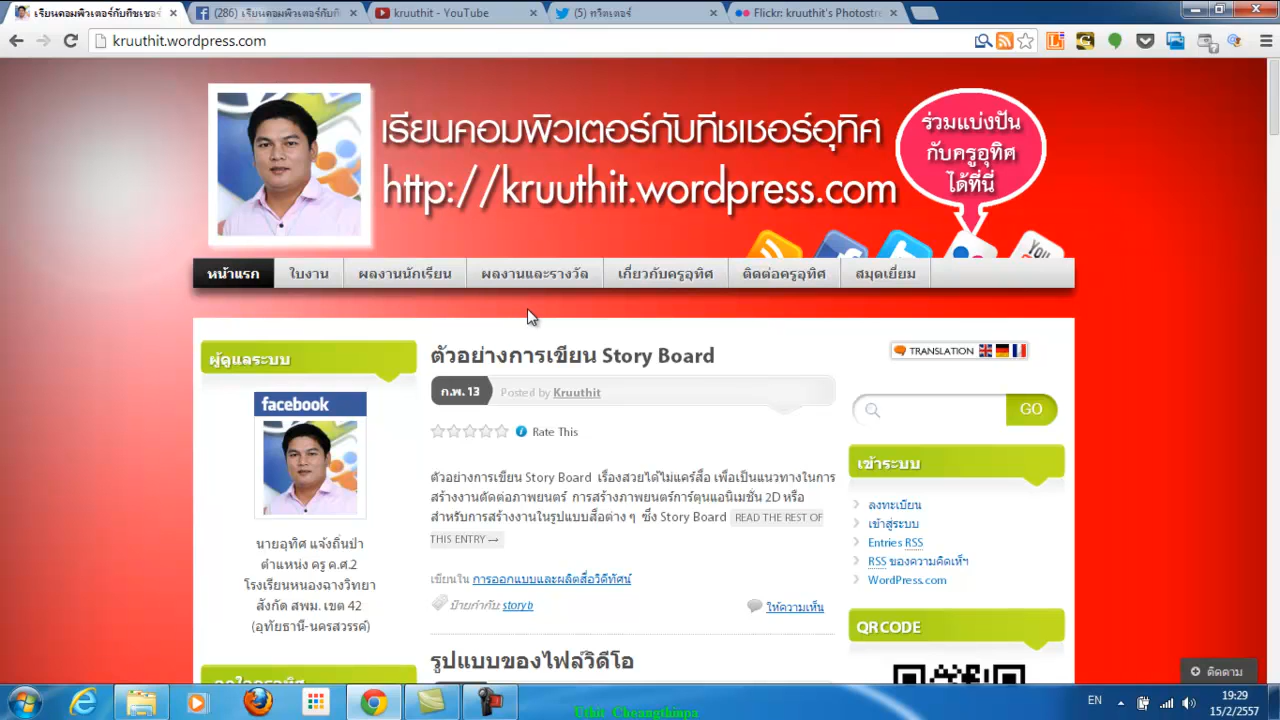 เรียนคอมพิวเตอร์กับทีชเชอร์
(286) เรียนคอมพิวเตอร์กับที
kruuthit - YouTube
(5) ทวิตเตอร์
Flickr: kruuthit's Photostre
kruuthit.wordpress.com
เรียนคอมพิวเตอร์กับทีชเชอร์อุทิศ
http://kruuthit.wordpress.com
ร่วมแบ่งปัน
กับครูอุทิศ
ได้ที่นี่
You
หน้าแรก ใบงาน ผลงานนักเรียน ผลงานและรางวัล เกี่ยวกับครูอุทิศ ติดต่อครูอุทิศ สมุดเยี่ยม
ผู้ดูแลระบบ
facebook
นายอุทิศ แจ้งถิ่นป่า
ตำแหน่ง ครู ค.ศ.2
โรงเรียนหนองฉางวิทยา
สังกัด สพม. เขต 42
(อุทัยธานี-นครสวรรค์)
ตัวอย่างการเขียน Story Board
ก.พ. 13 Posted by Kruuthit
Rate This
ตัวอย่างการเขียน Story Board เรื่องสวยได้ไม่แคร์สื่อ เพื่อเป็นแนวทางในการ
สร้างงานตัดต่อภาพยนตร์ การสร้างภาพยนตร์การ์ตูนแอนิเมชั่น 2D หรือ
สำหรับการสร้างงานในรูปแบบสื่อต่าง ๆ ซึ่ง Story Board READ THE REST OF
THIS ENTRY →
เขียนใน การออกแบบและผลิตสื่อวีดิทัศน์
ป้ายกำกับ: storyb
ให้ความเห็น
รูปแบบของไฟล์วิดีโอ
TRANSLATION
GO
เข้าระบบ
ลงทะเบียน
เข้าสู่ระบบ
Entries RSS
RSS ของความคิดเห็นฯ
WordPress.com
QRCODE
ติดตาม
EN
19:29
15/2/2557
Uthit Cheangthinpa